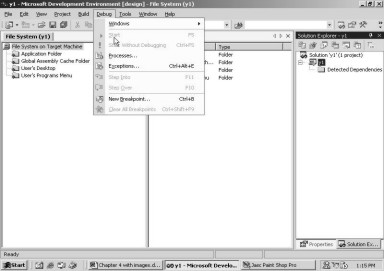 y1 - Microsoft Development Environment [design] - File System (y1)
File Edit View Project Build Debug Tools Window Help
File System (y1)
File System on Target Machine
Application Folder
Global Assembly Cache Folder
User's Desktop
User's Programs Menu
Windows
Start F5
Start Without Debugging Ctrl+F5
Processes...
Exceptions... Ctrl+Alt+E
Step Into F11
Step Over F10
New Breakpoint... Ctrl+B
Clear All Breakpoints Ctrl+Shift+F9
Type
Folder
Folder
Folder
Folder
Solution Explorer - y1
Solution 'y1' (1 project)
y1
Detected Dependencies
Properties Solution Ex...
Ready
Start
Chapter 4 with images.d...
y1 - Microsoft Develo...
Jasc Paint Shop Pro
1:15 PM